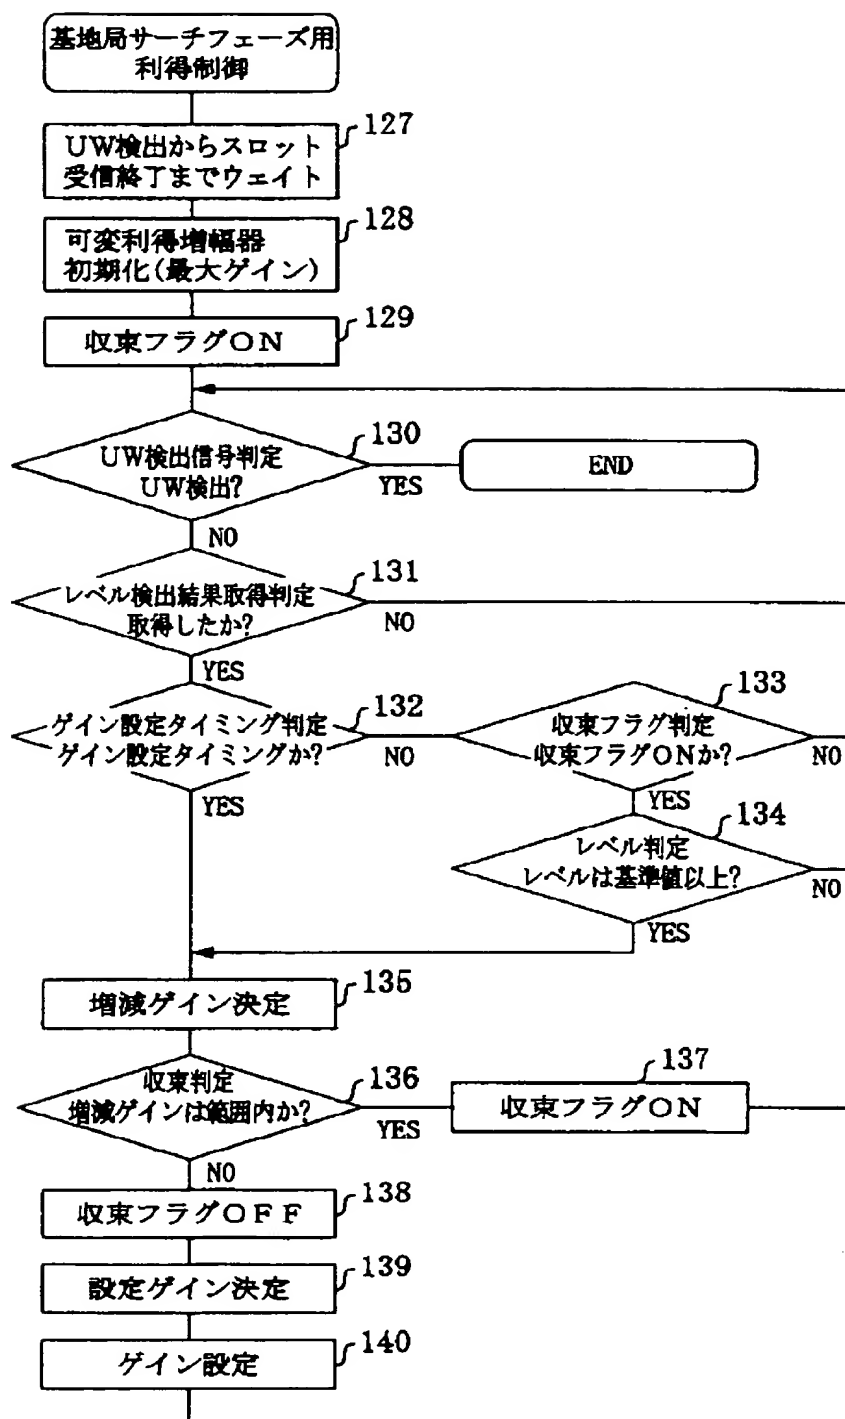 基地局サーチフェーズ用
利得制御
127
UW検出からスロット
受信終了までウェイト
128
可変利得増幅器
初期化(最大ゲイン)
129
収束フラグON
130
UW検出信号判定
UW検出?
YES
END
NO
131
レベル検出結果取得判定
取得したか?
NO
YES
132
ゲイン設定タイミング判定
ゲイン設定タイミングか?
NO
YES
133
収束フラグ判定
収束フラグONか?
NO
YES
134
レベル判定
レベルは基準値以上?
NO
YES
135
増減ゲイン決定
136
収束判定
増減ゲインは範囲内か?
YES
137
収束フラグON
NO
138
収束フラグOFF
139
設定ゲイン決定
140
ゲイン設定